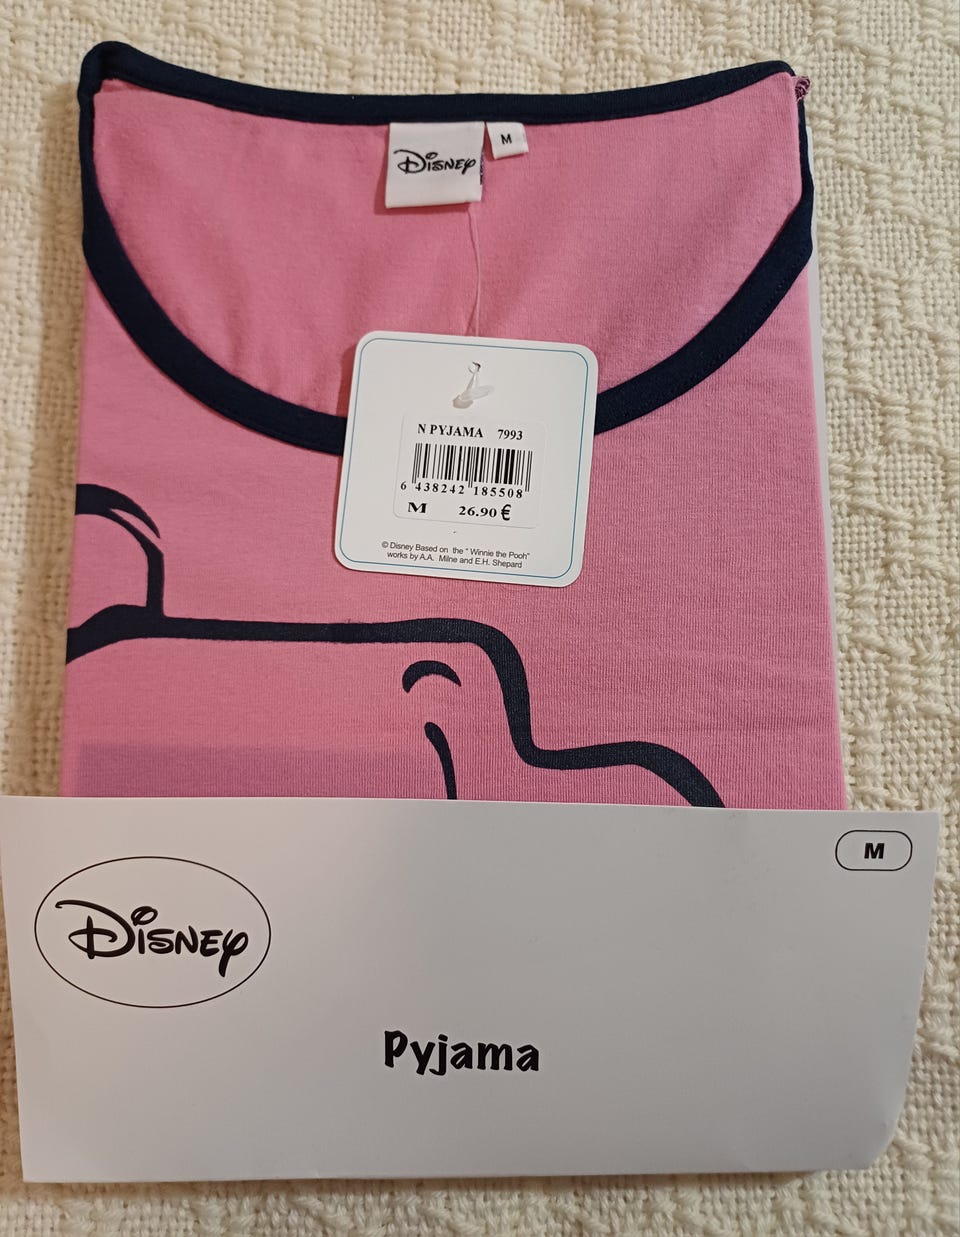 Disney
M
N PYJAMA 7993
6 438242 185508
M 26.90 €
© Disney Based on the " Winnie the Pooh"
works by A.A. Milne and E.H. Shepard
M
Disney
Pyjama